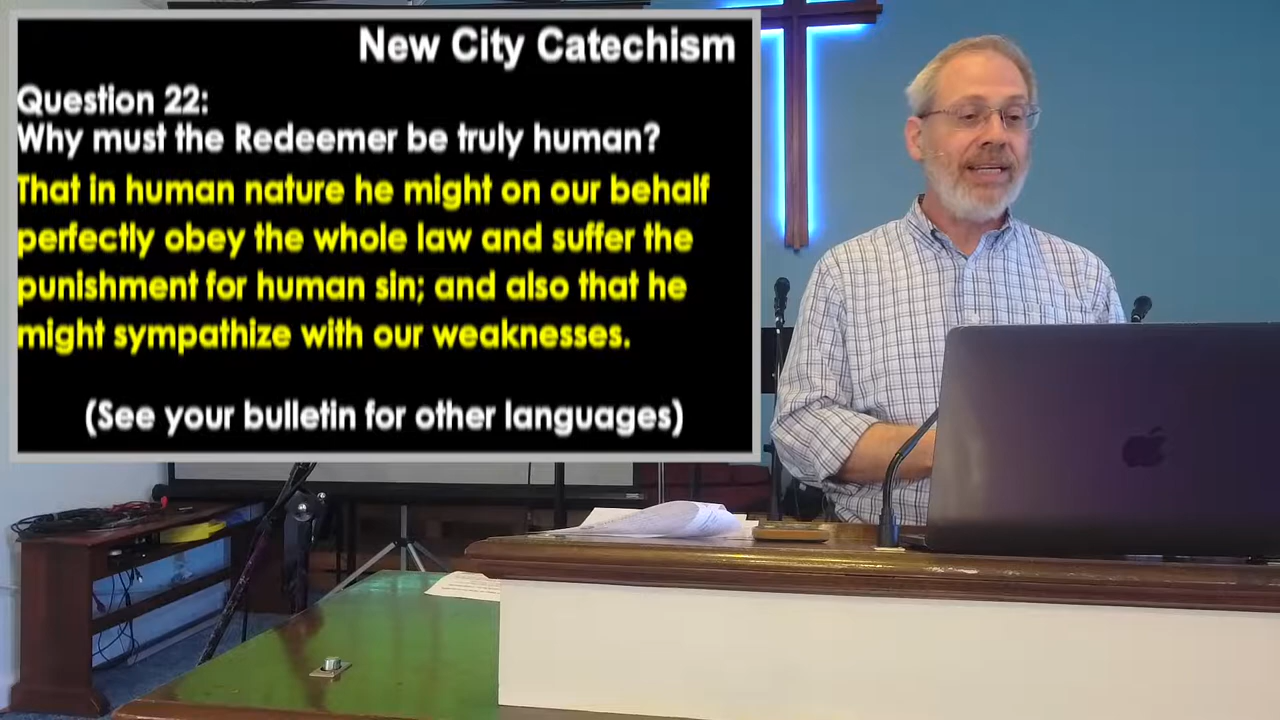 New City Catechism
Question 22:
Why must the Redeemer be truly human?
That in human nature he might on our behalf
perfectly obey the whole law and suffer the
punishment for human sin; and also that he
might sympathize with our weaknesses.
(See your bulletin for other languages)